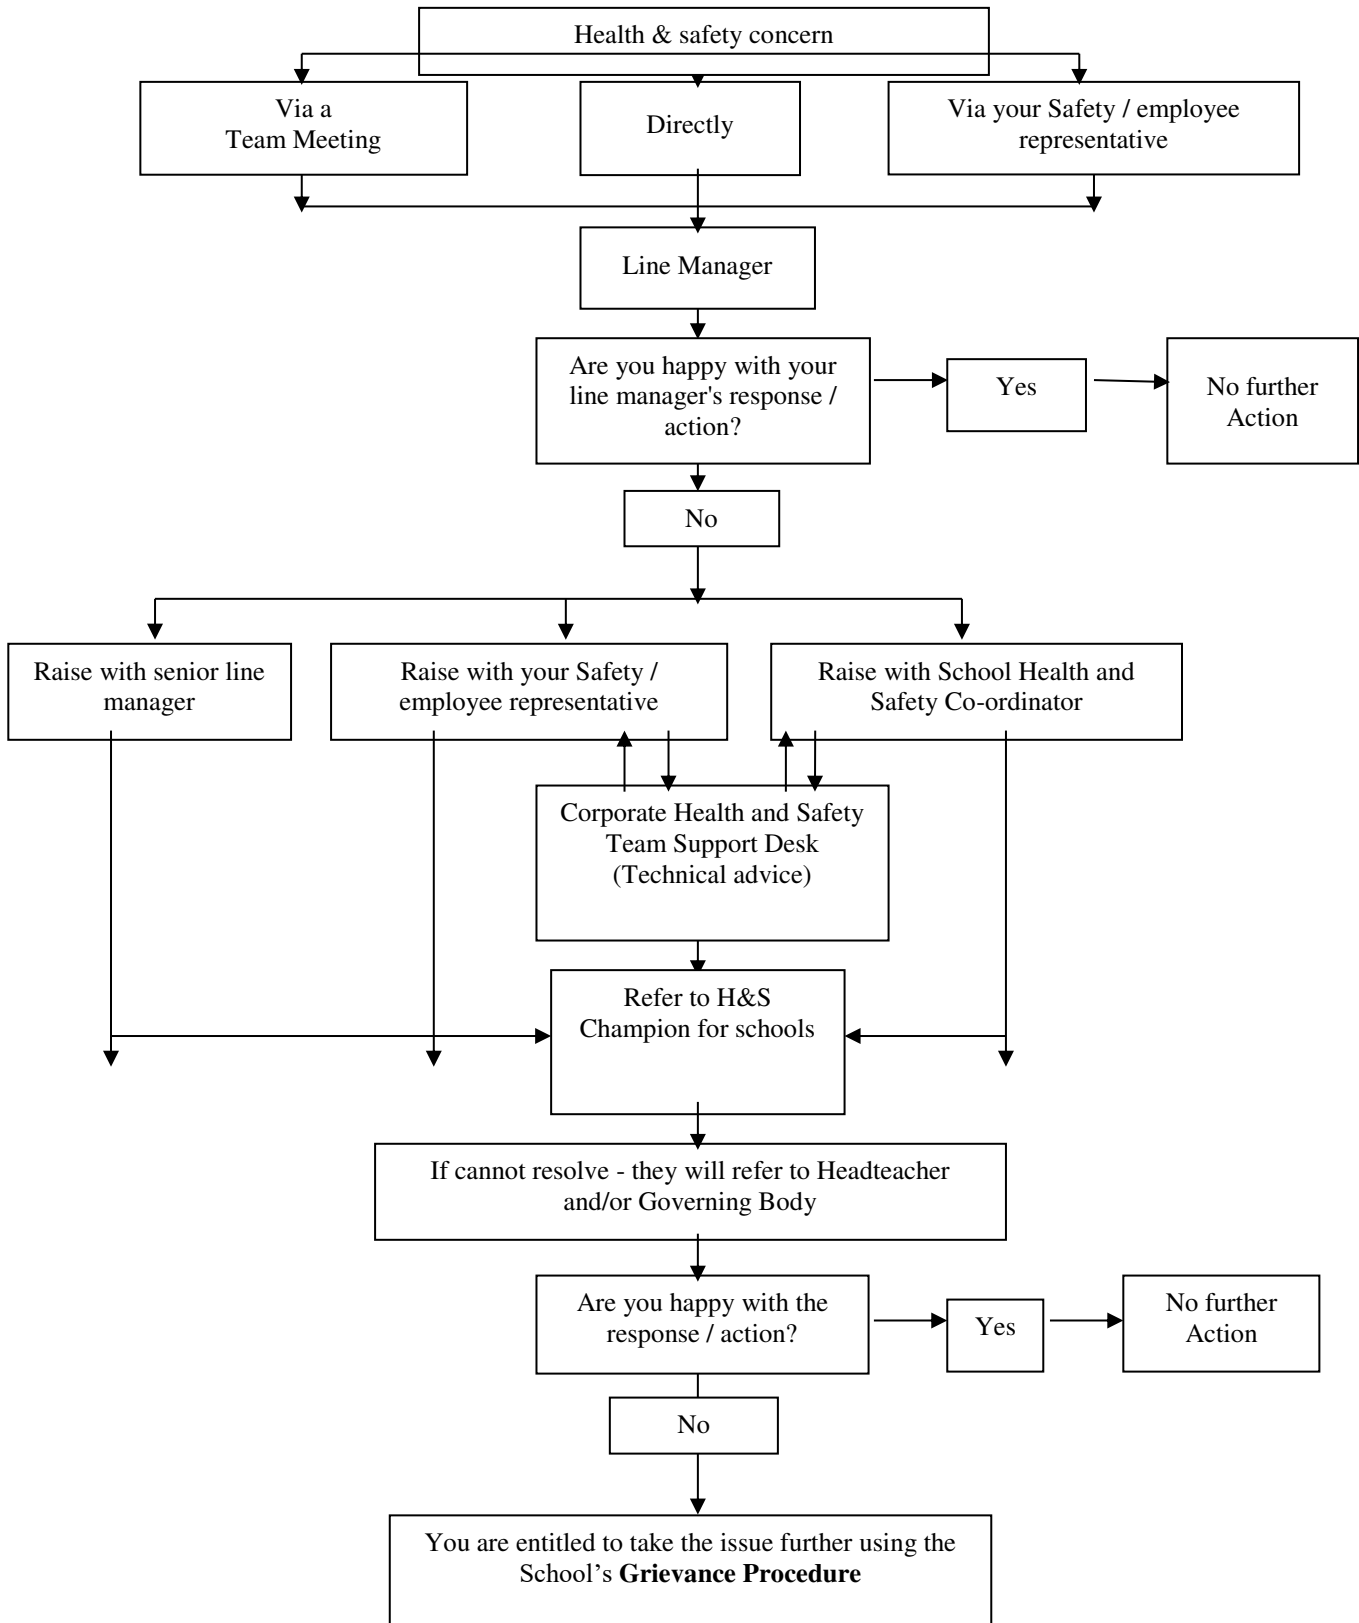 Health & safety concern
Via a
Team Meeting
Directly
Via your Safety / employee
representative
Line Manager
Are you happy with your
line manager's response /
action?
Yes
No further
Action
No
Raise with senior line
manager
Raise with your Safety /
employee representative
Raise with School Health and
Safety Co-ordinator
Corporate Health and Safety
Team Support Desk
(Technical advice)
Refer to H&S
Champion for schools
If cannot resolve - they will refer to Headteacher
and/or Governing Body
Are you happy with the
response / action?
Yes
No further
Action
No
You are entitled to take the issue further using the
School’s Grievance Procedure